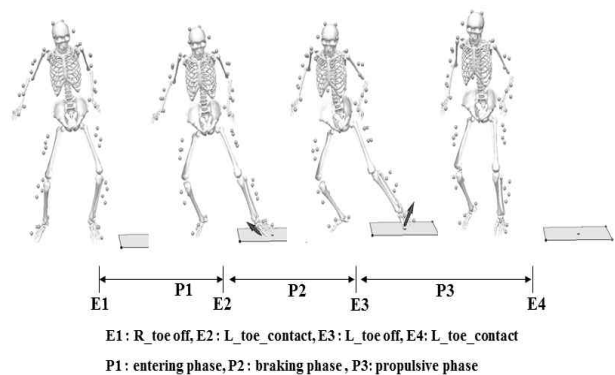 P1 P2 P3
E1 E2 E3 E4
E1 : R_toe off, E2 : L_toe_contact, E3 : L_toe off, E4: L_toe_contact
P1 : entering phase, P2 : braking phase , P3: propulsive phase